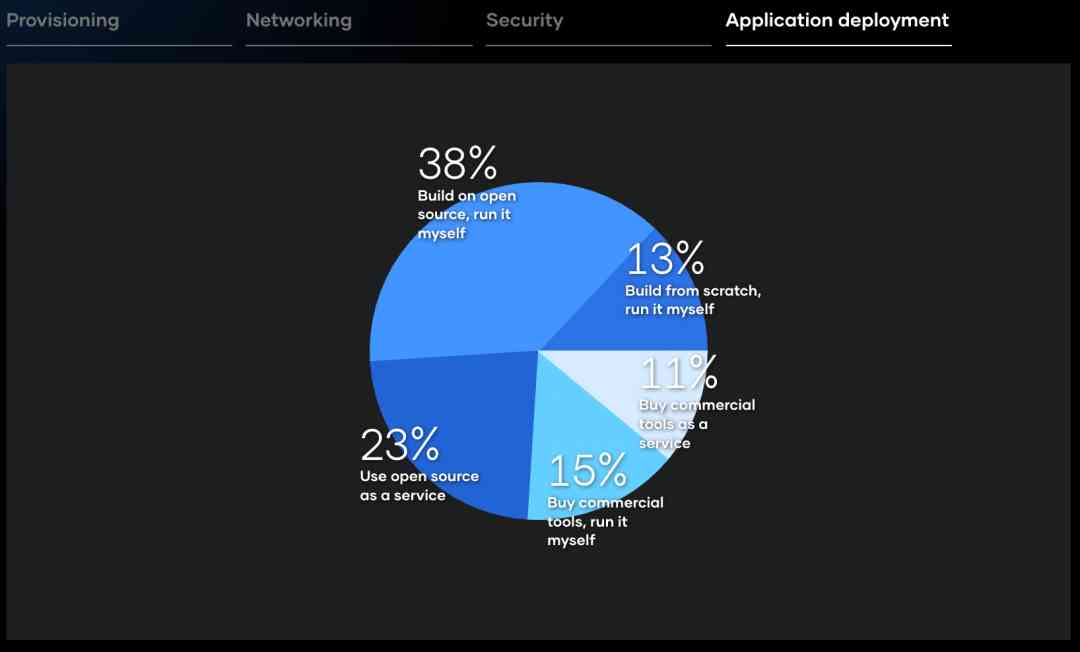 Provisioning
Networking
Security
Application deployment
38%
Build on open
source, run it
myself
13%
Build from scratch,
run it myself
11%
Buy commercial
tools as a
service
23%
Use open source
as a service
15%
Buy commercial
tools, run it
myself